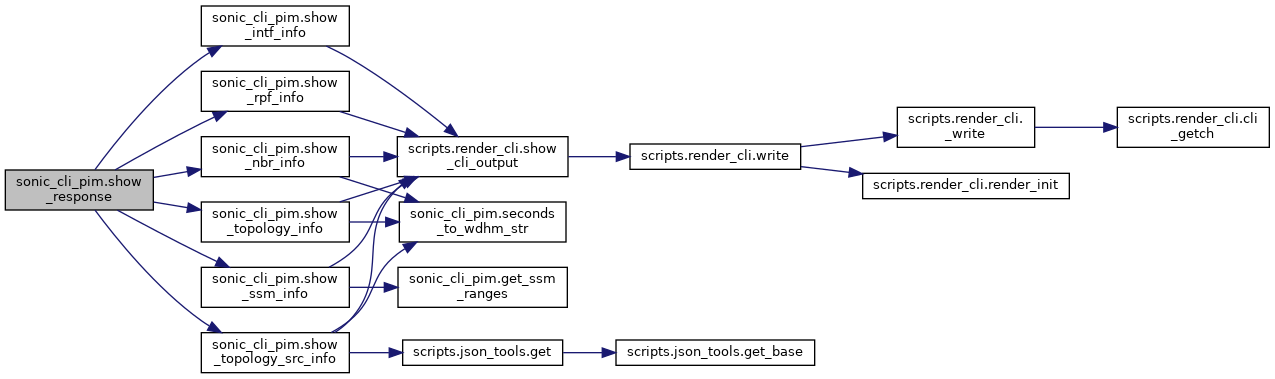 sonic_cli_pim.show
_response
sonic_cli_pim.show
_intf_info
sonic_cli_pim.show
_rpf_info
sonic_cli_pim.show
_nbr_info
sonic_cli_pim.show
_topology_info
sonic_cli_pim.show
_ssm_info
sonic_cli_pim.show
_topology_src_info
scripts.render_cli.show
_cli_output
sonic_cli_pim.seconds
_to_wdhm_str
sonic_cli_pim.get_ssm
_ranges
scripts.json_tools.get
scripts.render_cli.write
scripts.json_tools.get_base
scripts.render_cli.
_write
scripts.render_cli.render_init
scripts.render_cli.cli
_getch